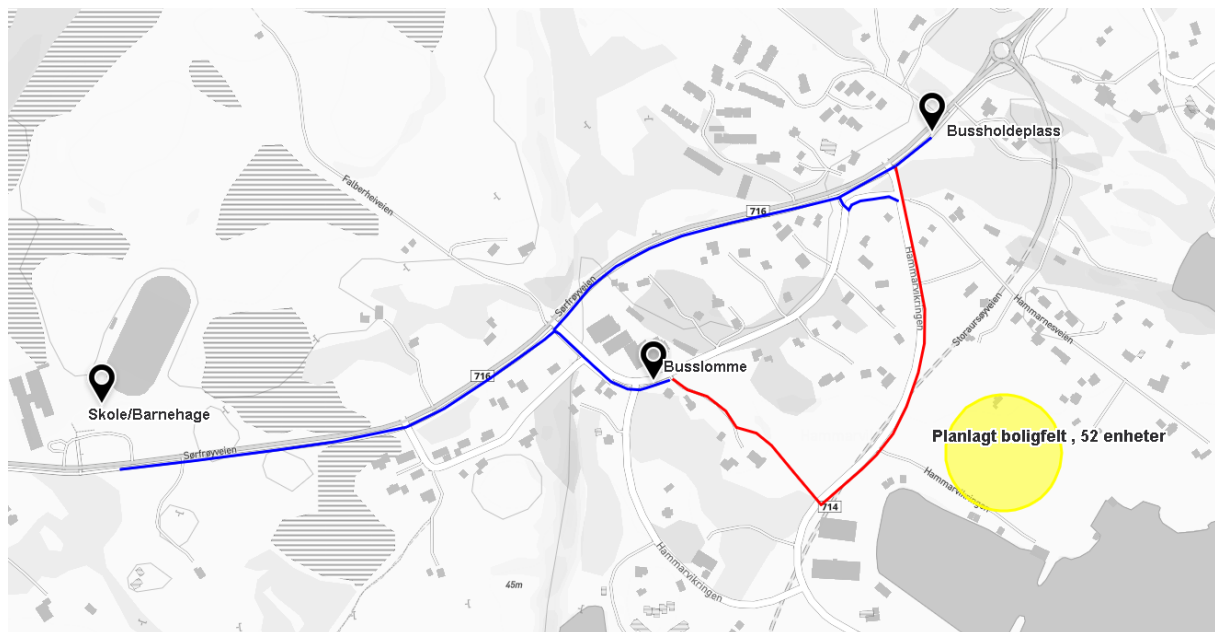 Bussholdeplass
Falberheiveien
716
Hammarvikringen
Sørfrøyveien
Storaursøyveien
Hammarnesveien
Busslomme
716
Skole/Barnehage
Planlagt boligfelt , 52 enheter
Sørfrøyveien
Hammarvikringen
714
Hammarvikringen
45m